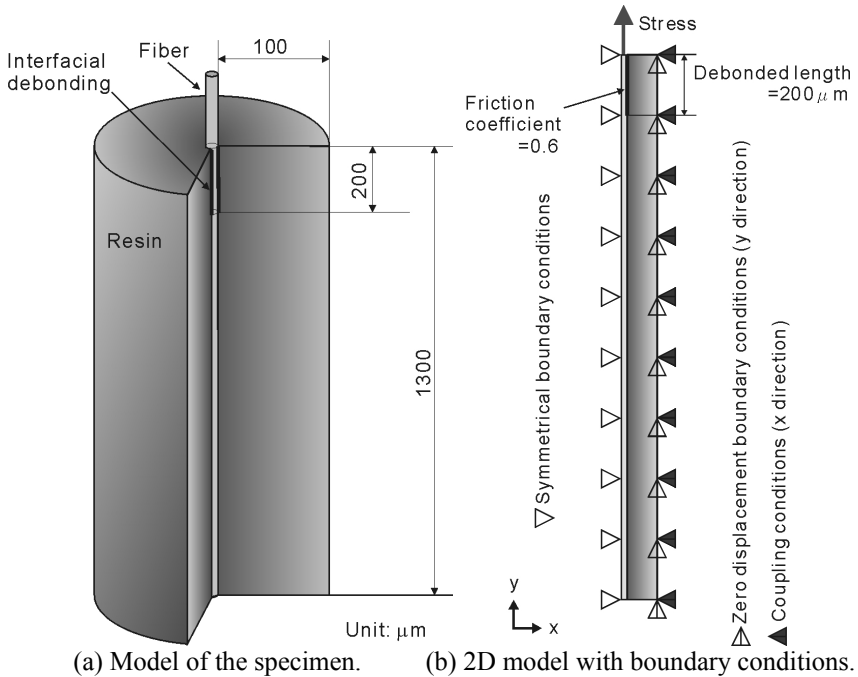 Fiber
Interfacial
debonding
100
200
1300
Resin
Unit: μm
(a) Model of the specimen.
Stress
Debonded length
=200μm
Friction
coefficient
=0.6
Symmetrical boundary conditions
Zero displacement boundary conditions (y direction)
Coupling conditions (x direction)
y
x
(b) 2D model with boundary conditions.